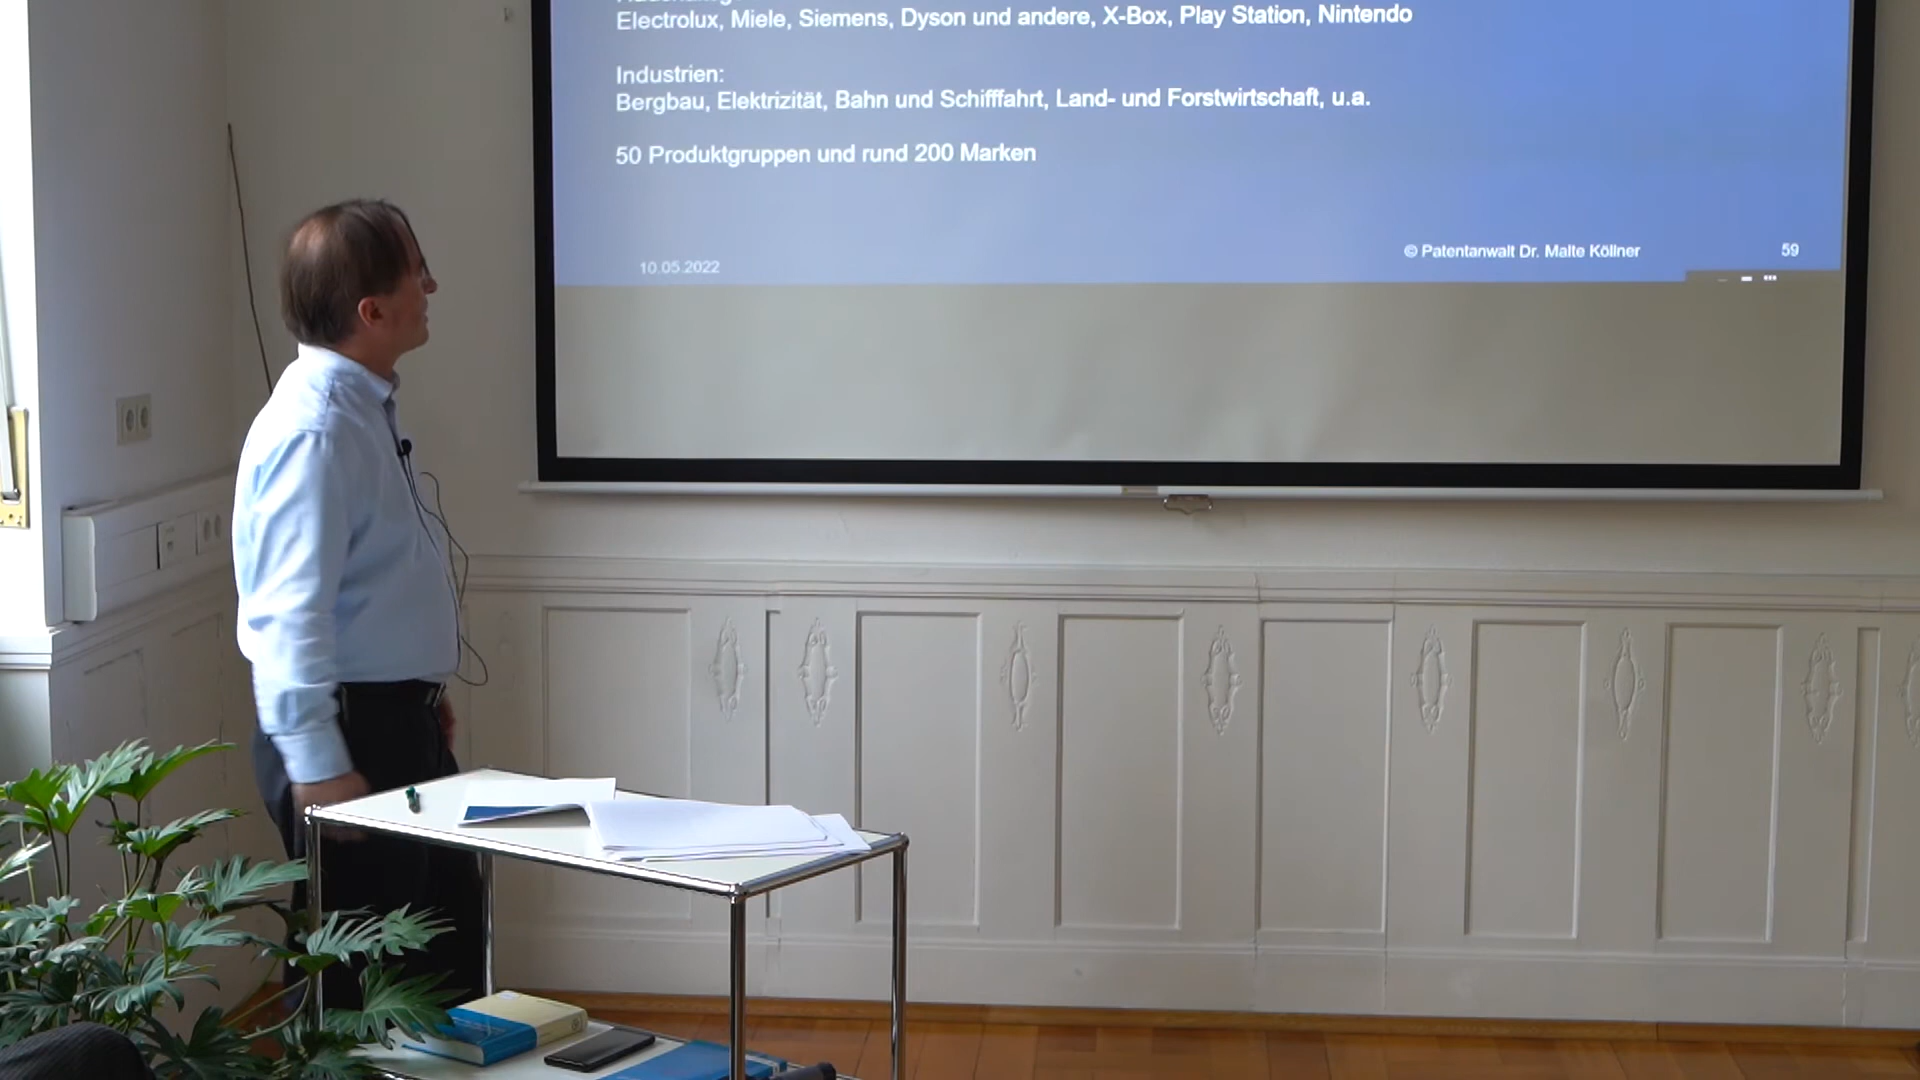 Electrolux, Miele, Siemens, Dyson und andere, X-Box, Play Station, Nintendo
Industrien:
Bergbau, Elektrizität, Bahn und Schifffahrt, Land- und Forstwirtschaft, u.a.
50 Produktgruppen und rund 200 Marken
10.05.2022
© Patentanwalt Dr. Malte Köllner
59